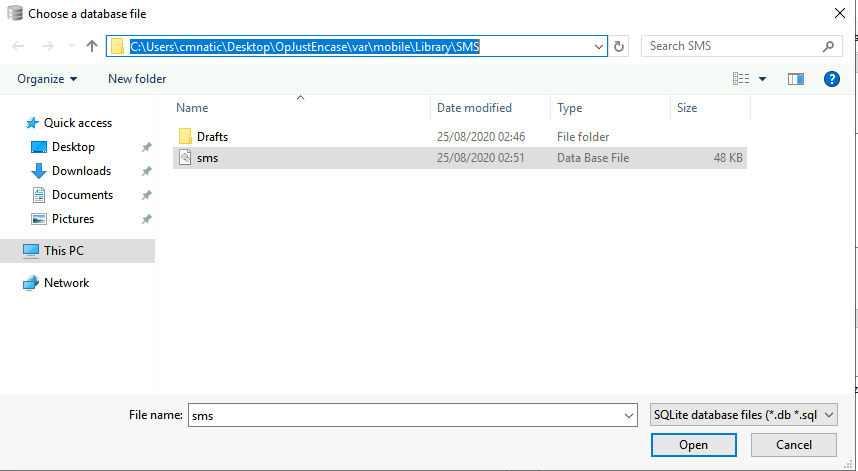 Choose a database file
C:\Users\cmnatic\Desktop\OpJustEncase\var\mobile\Library\SMS
Search SMS
Organize
New folder
Name
Date modified
Type
Size
Quick access
Desktop
Downloads
Documents
Pictures
This PC
Network
Drafts
25/08/2020 02:46
File folder
sms
25/08/2020 02:51
Data Base File
48 KB
File name:
sms
SQLite database files (*.db *.sql
Open
Cancel